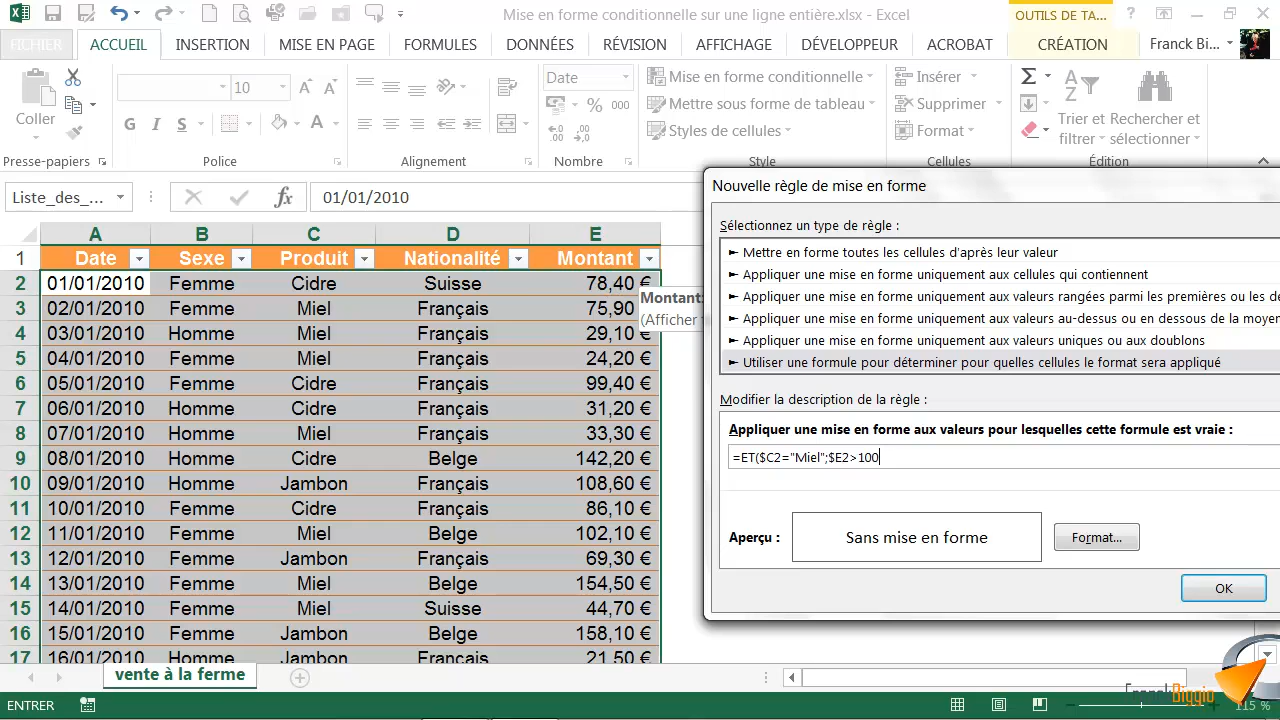 Mise en forme conditionnelle sur une ligne entière.xlsx - Excel
OUTILS DE TA...
FICHIER ACCUEIL INSERTION MISE EN PAGE FORMULES DONNÉES RÉVISION AFFICHAGE DÉVELOPPEUR ACROBAT CRÉATION Franck Bi...
Coller
10
G I S
Date
% 000
Mise en forme conditionnelle
Mettre sous forme de tableau
Styles de cellules
Insérer
Supprimer
Format
Trier et filtrer
Rechercher et sélectionner
Presse-papiers Police Alignement Nombre Style Cellules Édition
Liste_des_... fx 01/01/2010
A B C D E
1 Date Sexe Produit Nationalité Montant
2 01/01/2010 Femme Cidre Suisse 78,40 €
3 02/01/2010 Femme Miel Français 75,90
4 03/01/2010 Homme Miel Français 29,10 €
5 04/01/2010 Femme Miel Français 24,20 €
6 05/01/2010 Femme Cidre Français 99,40 €
7 06/01/2010 Homme Cidre Français 31,20 €
8 07/01/2010 Homme Miel Français 33,30 €
9 08/01/2010 Homme Cidre Belge 142,20 €
10 09/01/2010 Homme Jambon Français 108,60 €
11 10/01/2010 Femme Cidre Français 86,10 €
12 11/01/2010 Femme Miel Belge 102,10 €
13 12/01/2010 Femme Jambon Français 69,30 €
14 13/01/2010 Femme Miel Belge 154,50 €
15 14/01/2010 Femme Miel Suisse 44,70 €
16 15/01/2010 Femme Jambon Belge 158,10 €
17 16/01/2010 Homme Jambon Français 21,50 €
Montant:
(Afficher
Nouvelle règle de mise en forme
Sélectionnez un type de règle :
► Mettre en forme toutes les cellules d'après leur valeur
► Appliquer une mise en forme uniquement aux cellules qui contiennent
► Appliquer une mise en forme uniquement aux valeurs rangées parmi les premières ou les de
► Appliquer une mise en forme uniquement aux valeurs au-dessus ou en dessous de la moyen
► Appliquer une mise en forme uniquement aux valeurs uniques ou aux doublons
► Utiliser une formule pour déterminer pour quelles cellules le format sera appliqué
Modifier la description de la règle :
Appliquer une mise en forme aux valeurs pour lesquelles cette formule est vraie :
=ET($C2="Miel";$E2>100
Aperçu : Sans mise en forme Format...
OK
vente à la ferme
Franck Biggio
ENTRER 115 %